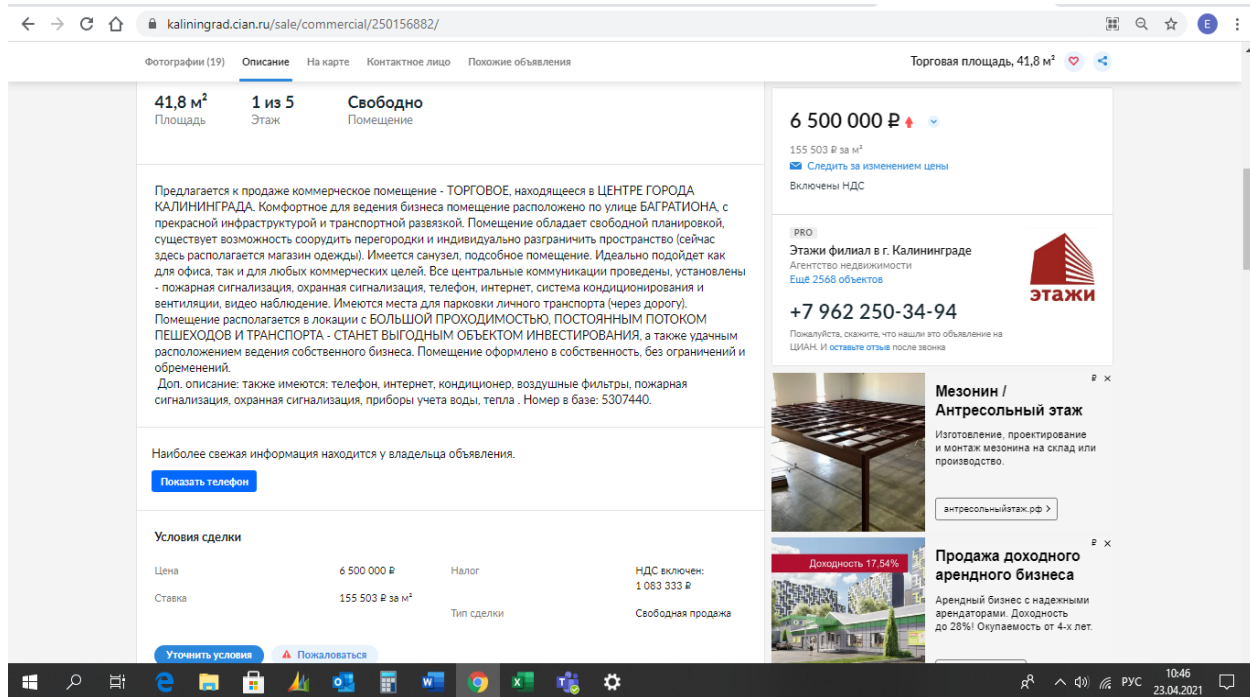 kaliningrad.cian.ru/sale/commercial/250156882/
E
Фотографии (19) Описание На карте Контактное лицо Похожие объявления
Торговая площадь, 41,8 м²
41,8 м² 1 из 5 Свободно
Площадь Этаж Помещение
Предлагается к продаже коммерческое помещение - ТОРГОВОЕ, находящееся в ЦЕНТРЕ ГОРОДА
КАЛИНИНГРАДА. Комфортное для ведения бизнеса помещение расположено по улице БАГРАТИОНА, с
прекрасной инфраструктурой и транспортной развязкой. Помещение обладает свободной планировкой,
существует возможность соорудить перегородки и индивидуально разграничить пространство (сейчас
здесь располагается магазин одежды). Имеется санузел, подсобное помещение. Идеально подойдет как
для офиса, так и для любых коммерческих целей. Все центральные коммуникации проведены, установлены
- пожарная сигнализация, охранная сигнализация, телефон, интернет, система кондиционирования и
вентиляции, видео наблюдение. Имеются места для парковки личного транспорта (через дорогу).
Помещение располагается в локации с БОЛЬШОЙ ПРОХОДИМОСТЬЮ, ПОСТОЯННЫМ ПОТОКОМ
ПЕШЕХОДОВ И ТРАНСПОРТА - СТАНЕТ ВЫГОДНЫМ ОБЪЕКТОМ ИНВЕСТИРОВАНИЯ, а также удачным
расположением ведения собственного бизнеса. Помещение оформлено в собственность, без ограничений и
обременений.
Доп. описание: также имеются: телефон, интернет, кондиционер, воздушные фильтры, пожарная
сигнализация, охранная сигнализация, приборы учета воды, тепла . Номер в базе: 5307440.
Наиболее свежая информация находится у владельца объявления.
Показать телефон
Условия сделки
Цена 6 500 000 ₽ Налог НДС включен:
1 083 333 ₽
Ставка 155 503 ₽ за м²
Тип сделки Свободная продажа
Уточнить условия Пожаловаться
6 500 000 ₽
155 503 ₽ за м²
Следить за изменением цены
Включены НДС
PRO
Этажи филиал в г. Калининграде
Агентство недвижимости
Ещё 2568 объектов
этажи
+7 962 250-34-94
Пожалуйста, скажите, что нашли это объявление на
ЦИАН. И оставьте отзыв после звонка
₽ ×
Мезонин /
Антресольный этаж
Изготовление, проектирование
и монтаж мезонина на склад или
производство.
антресольныйэтаж.рф >
₽ ×
Доходность 17,54%
Продажа доходного
арендного бизнеса
Арендный бизнес с надежными
арендаторами. Доходность
до 28%! Окупаемость от 4-х лет.
РУС
10:46
23.04.2021